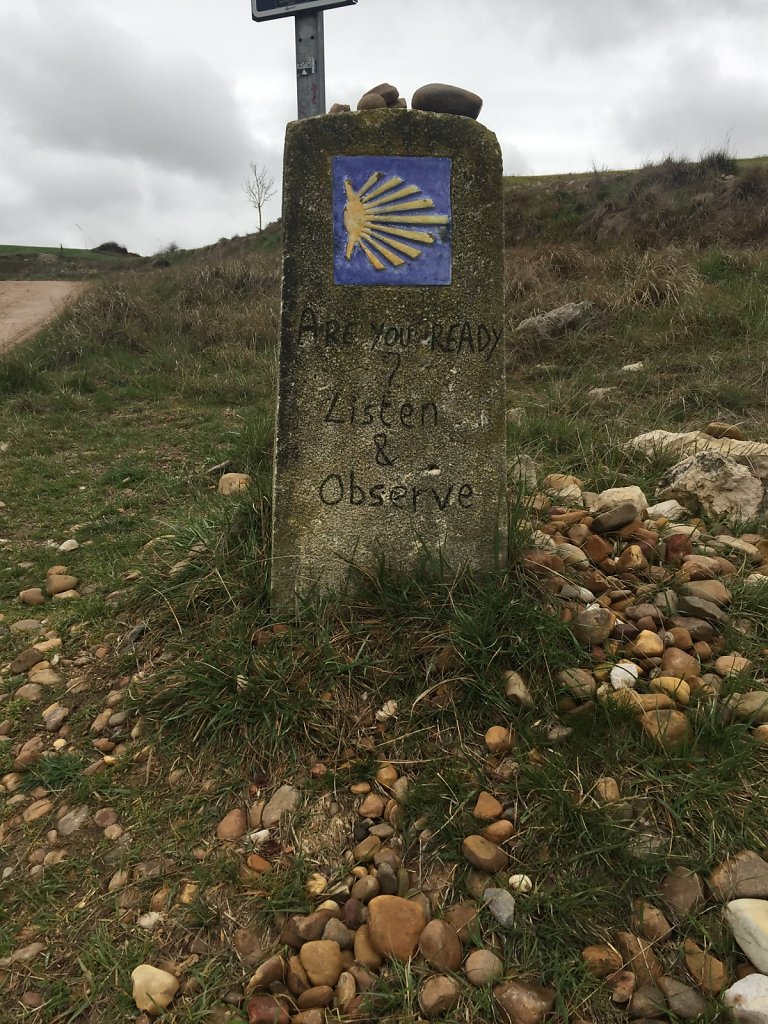 ARE YOU READY
?
Listen
&
Observe